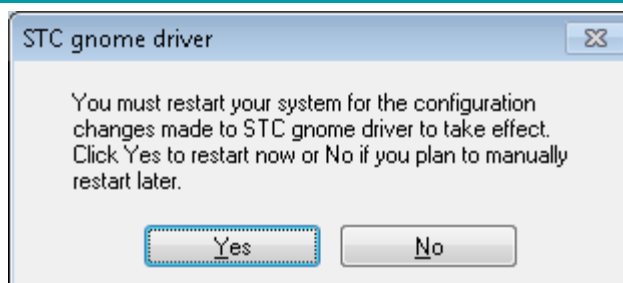 STC gnome driver
You must restart your system for the configuration
changes made to STC gnome driver to take effect.
Click Yes to restart now or No if you plan to manually
restart later.
Yes No